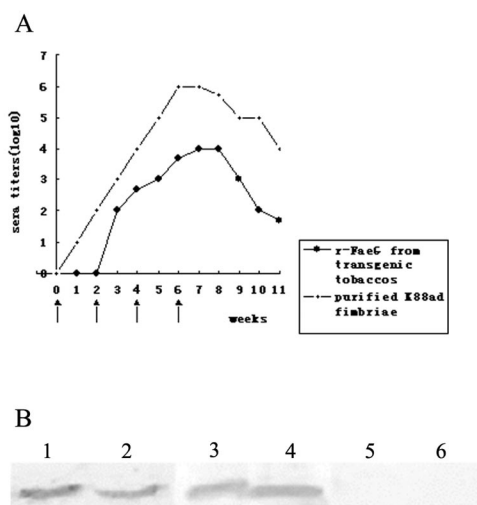 A
7
6
5
4
3
2
1
0
sera titers(log10)
0 1 2 3 4 5 6 7 8 9 10 11
weeks
r-FaeG from
transgenic
tobaccos
purified K88ad
fimbriae
B
1 2 3 4 5 6